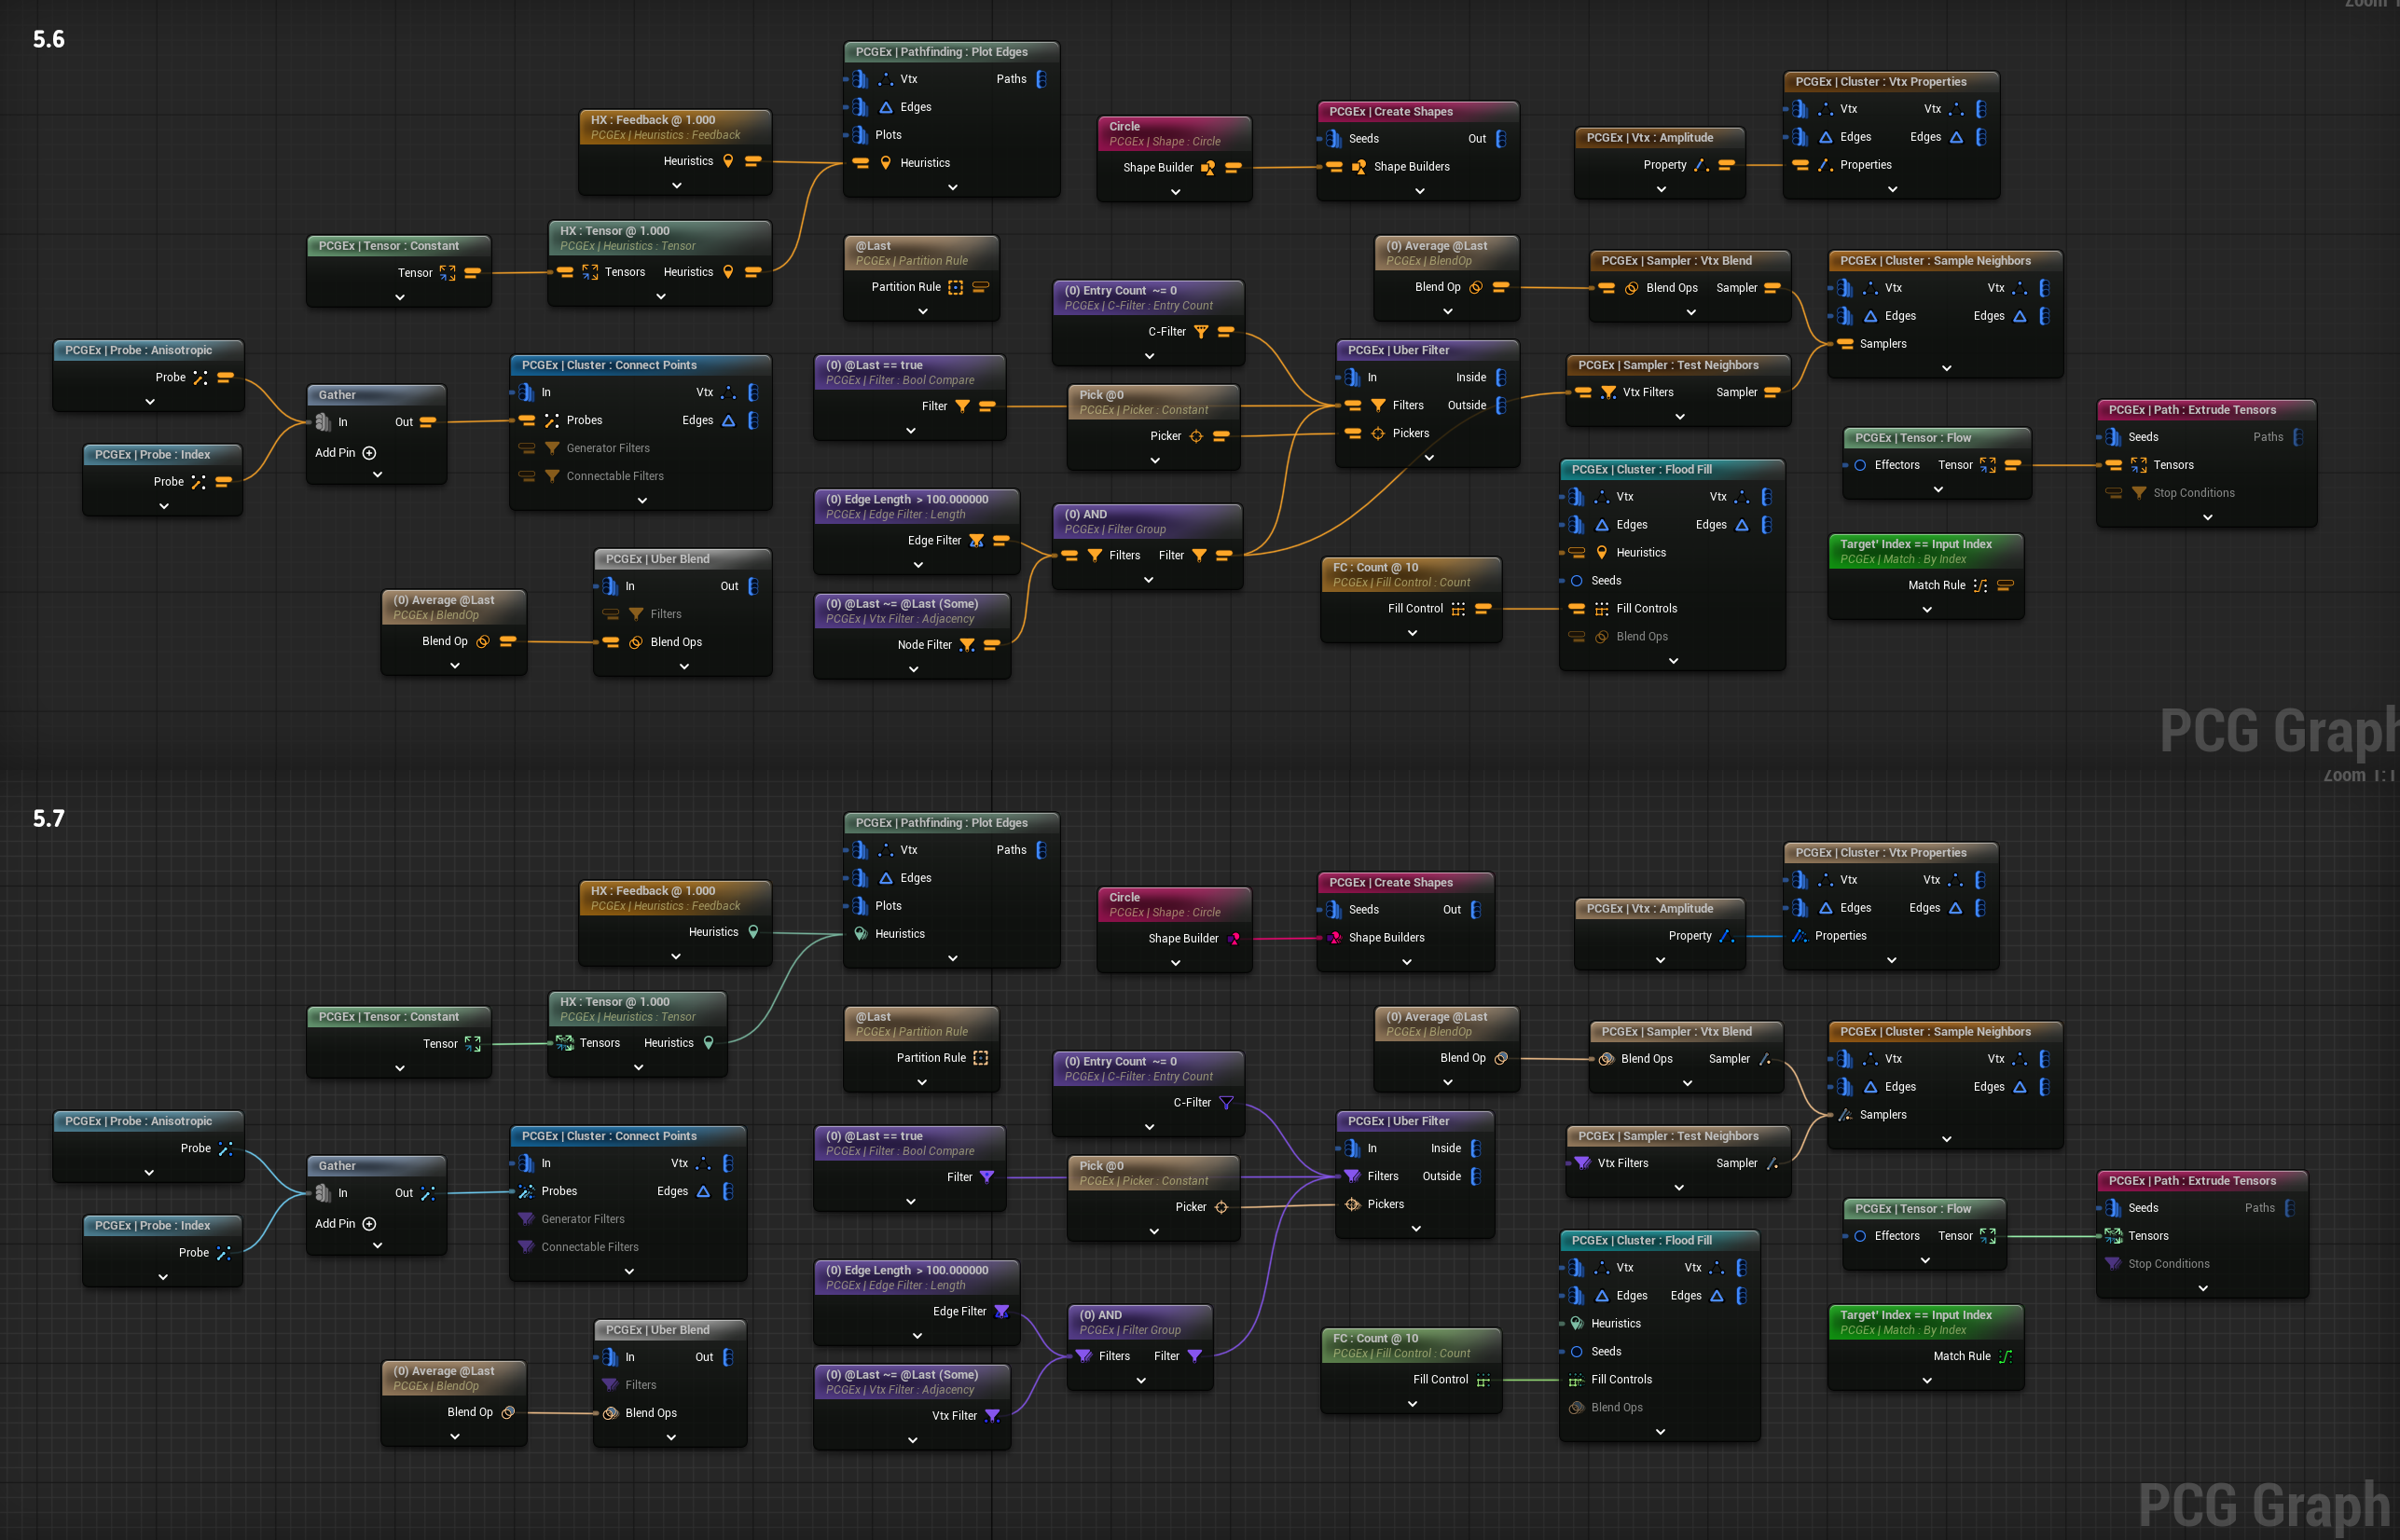 Zoom 1
5.6
PCGEx | Pathfinding : Plot Edges
Vtx Paths
Edges
Plots
Heuristics
HX : Feedback @ 1.000
PCGEx | Heuristics : Feedback
Heuristics
Circle
PCGEx | Shape : Circle
Shape Builder
PCGEx | Create Shapes
Seeds Out
Shape Builders
PCGEx | Vtx : Amplitude
Property
PCGEx | Cluster : Vtx Properties
Vtx Vtx
Edges Edges
Properties
PCGEx | Tensor : Constant
Tensor
HX : Tensor @ 1.000
PCGEx | Heuristics : Tensor
Tensors Heuristics
@Last
PCGEx | Partition Rule
Partition Rule
(0) Entry Count ~= 0
PCGEx | C-Filter : Entry Count
C-Filter
(0) Average @Last
PCGEx | BlendOp
Blend Op
PCGEx | Sampler : Vtx Blend
Blend Ops Sampler
PCGEx | Cluster : Sample Neighbors
Vtx Vtx
Edges Edges
Samplers
PCGEx | Probe : Anisotropic
Probe
PCGEx | Probe : Index
Probe
Gather
In Out
Add Pin
PCGEx | Cluster : Connect Points
In Vtx
Probes Edges
Generator Filters
Connectable Filters
(0) @Last == true
PCGEx | Filter : Bool Compare
Filter
Pick @0
PCGEx | Picker : Constant
Picker
PCGEx | Uber Filter
In Inside
Filters Outside
Pickers
PCGEx | Sampler : Test Neighbors
Vtx Filters Sampler
PCGEx | Tensor : Flow
Effectors Tensor
PCGEx | Path : Extrude Tensors
Seeds Paths
Tensors
Stop Conditions
(0) Edge Length > 100.000000
PCGEx | Edge Filter : Length
Edge Filter
(0) AND
PCGEx | Filter Group
Filters Filter
PCGEx | Cluster : Flood Fill
Vtx Vtx
Edges Edges
Heuristics
Seeds
Fill Controls
Blend Ops
Target' Index == Input Index
PCGEx | Match : By Index
Match Rule
(0) Average @Last
PCGEx | BlendOp
Blend Op
PCGEx | Uber Blend
In Out
Filters
Blend Ops
(0) @Last ~= @Last (Some)
PCGEx | Vtx Filter : Adjacency
Node Filter
FC : Count @ 10
PCGEx | Fill Control : Count
Fill Control
PCG Graph
Zoom 1:1
5.7
PCGEx | Pathfinding : Plot Edges
Vtx Paths
Edges
Plots
Heuristics
HX : Feedback @ 1.000
PCGEx | Heuristics : Feedback
Heuristics
Circle
PCGEx | Shape : Circle
Shape Builder
PCGEx | Create Shapes
Seeds Out
Shape Builders
PCGEx | Vtx : Amplitude
Property
PCGEx | Cluster : Vtx Properties
Vtx Vtx
Edges Edges
Properties
PCGEx | Tensor : Constant
Tensor
HX : Tensor @ 1.000
PCGEx | Heuristics : Tensor
Tensors Heuristics
@Last
PCGEx | Partition Rule
Partition Rule
(0) Entry Count ~= 0
PCGEx | C-Filter : Entry Count
C-Filter
(0) Average @Last
PCGEx | BlendOp
Blend Op
PCGEx | Sampler : Vtx Blend
Blend Ops Sampler
PCGEx | Cluster : Sample Neighbors
Vtx Vtx
Edges Edges
Samplers
PCGEx | Probe : Anisotropic
Probe
PCGEx | Probe : Index
Probe
Gather
In Out
Add Pin
PCGEx | Cluster : Connect Points
In Vtx
Probes Edges
Generator Filters
Connectable Filters
(0) @Last == true
PCGEx | Filter : Bool Compare
Filter
Pick @0
PCGEx | Picker : Constant
Picker
PCGEx | Uber Filter
In Inside
Filters Outside
Pickers
PCGEx | Sampler : Test Neighbors
Vtx Filters Sampler
PCGEx | Tensor : Flow
Effectors Tensor
PCGEx | Path : Extrude Tensors
Seeds Paths
Tensors
Stop Conditions
(0) Edge Length > 100.000000
PCGEx | Edge Filter : Length
Edge Filter
(0) AND
PCGEx | Filter Group
Filters Filter
PCGEx | Cluster : Flood Fill
Vtx Vtx
Edges Edges
Heuristics
Seeds
Fill Controls
Blend Ops
Target' Index == Input Index
PCGEx | Match : By Index
Match Rule
(0) Average @Last
PCGEx | BlendOp
Blend Op
PCGEx | Uber Blend
In Out
Filters
Blend Ops
(0) @Last ~= @Last (Some)
PCGEx | Vtx Filter : Adjacency
Vtx Filter
FC : Count @ 10
PCGEx | Fill Control : Count
Fill Control
PCG Graph